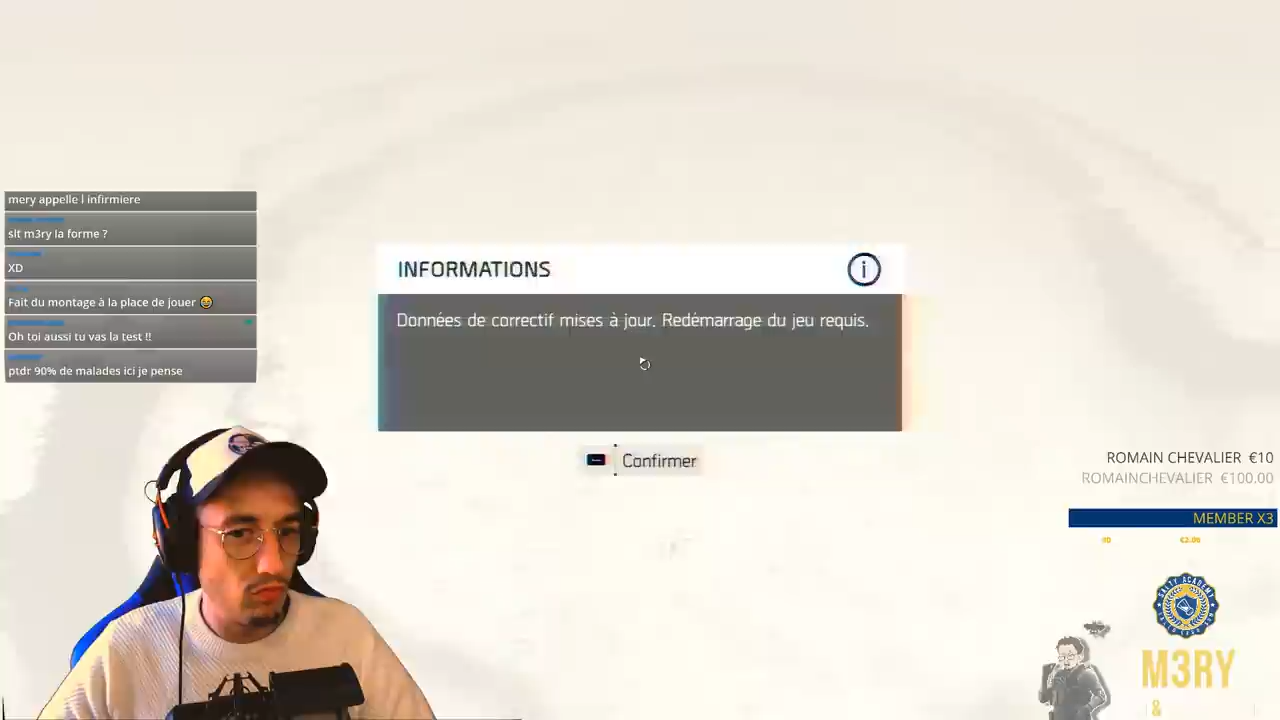 mery appelle l infirmiere
slt m3ry la forme ?
XD
Fait du montage à la place de jouer 😆
Oh toi aussi tu vas la test !!
ptdr 90% de malades ici je pense
INFORMATIONS
Données de correctif mises à jour. Redémarrage du jeu requis.
Confirmer
ROMAIN CHEVALIER €10
ROMAINCHEVALIER €100.00
MEMBER X3
M3RY
&